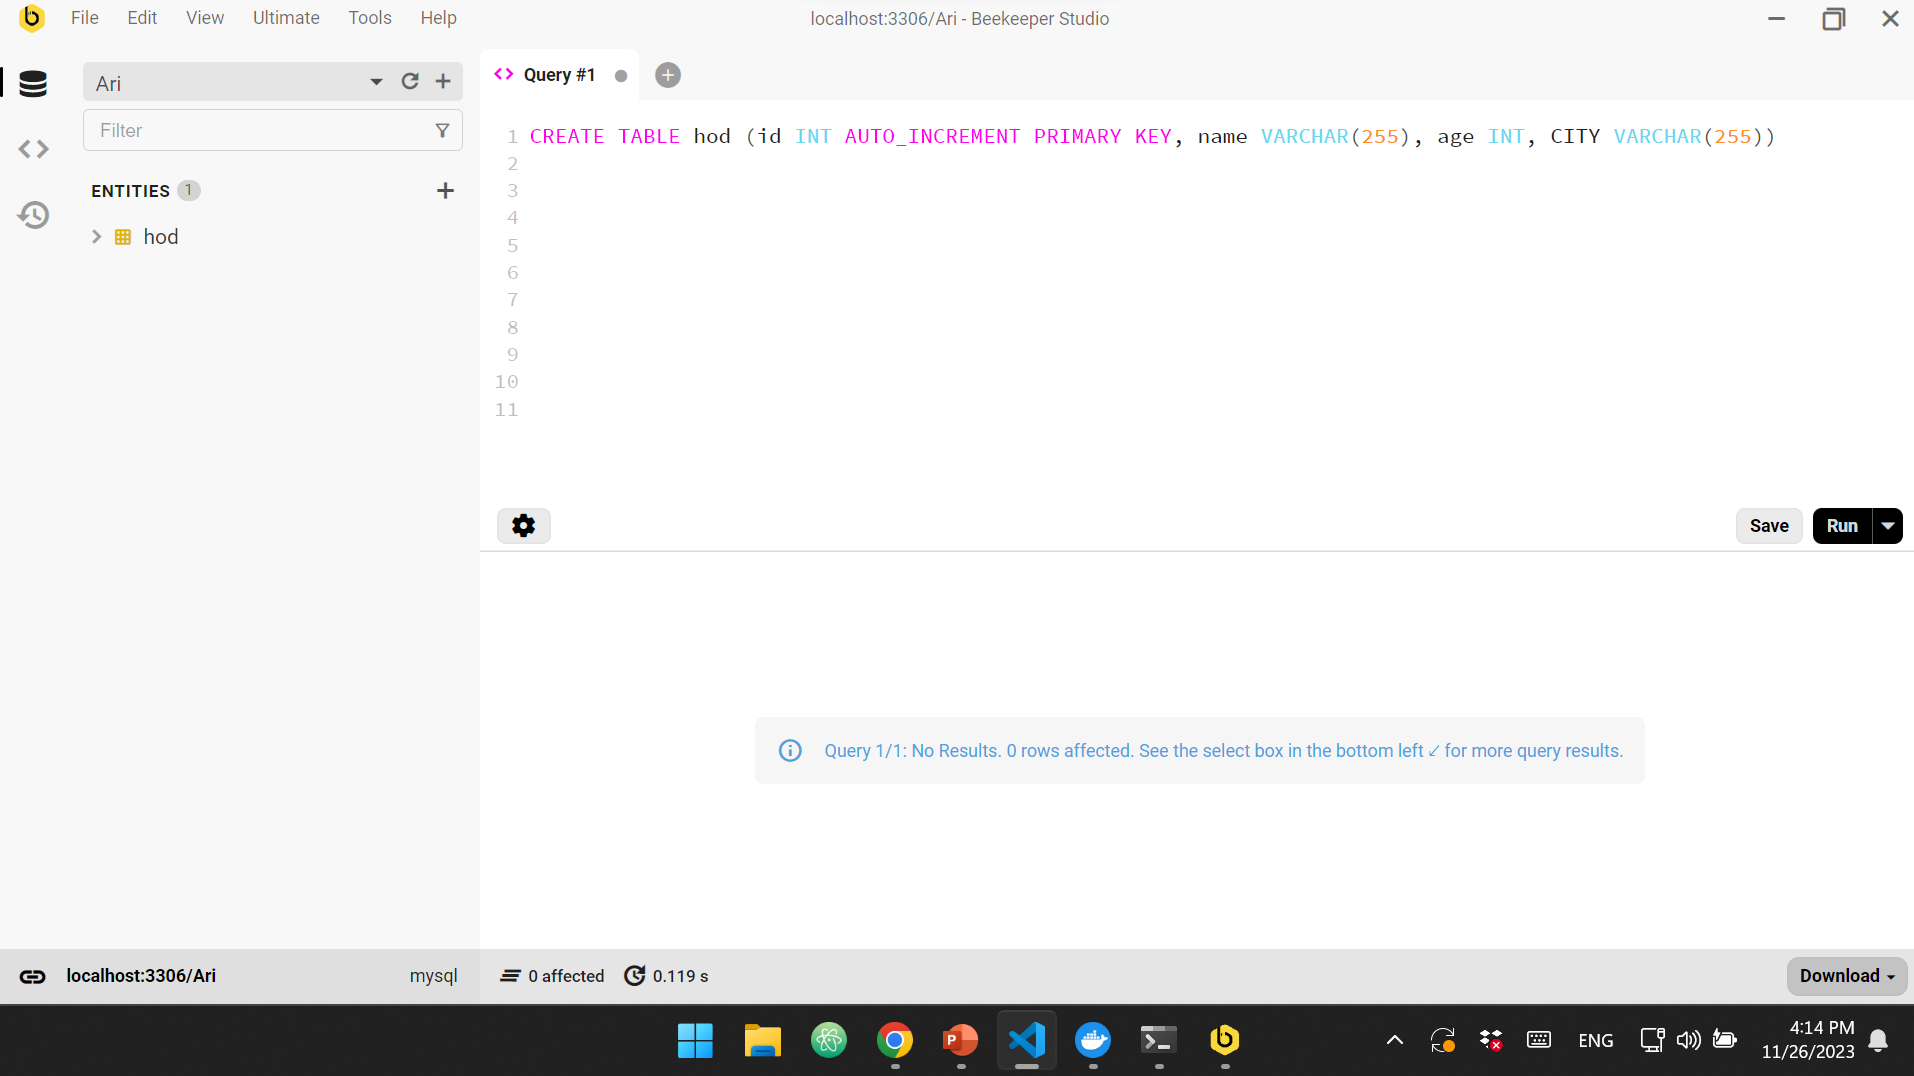 File Edit View Ultimate Tools Help
localhost:3306/Ari - Beekeeper Studio
Ari
Query #1
Filter
ENTITIES 1
hod
1 CREATE TABLE hod (id INT AUTO_INCREMENT PRIMARY KEY, name VARCHAR(255), age INT, CITY VARCHAR(255))
2
3
4
5
6
7
8
9
10
11
Save Run
Query 1/1: No Results. 0 rows affected. See the select box in the bottom left ↙ for more query results.
localhost:3306/Ari mysql 0 affected 0.119 s Download
ENG
4:14 PM
11/26/2023